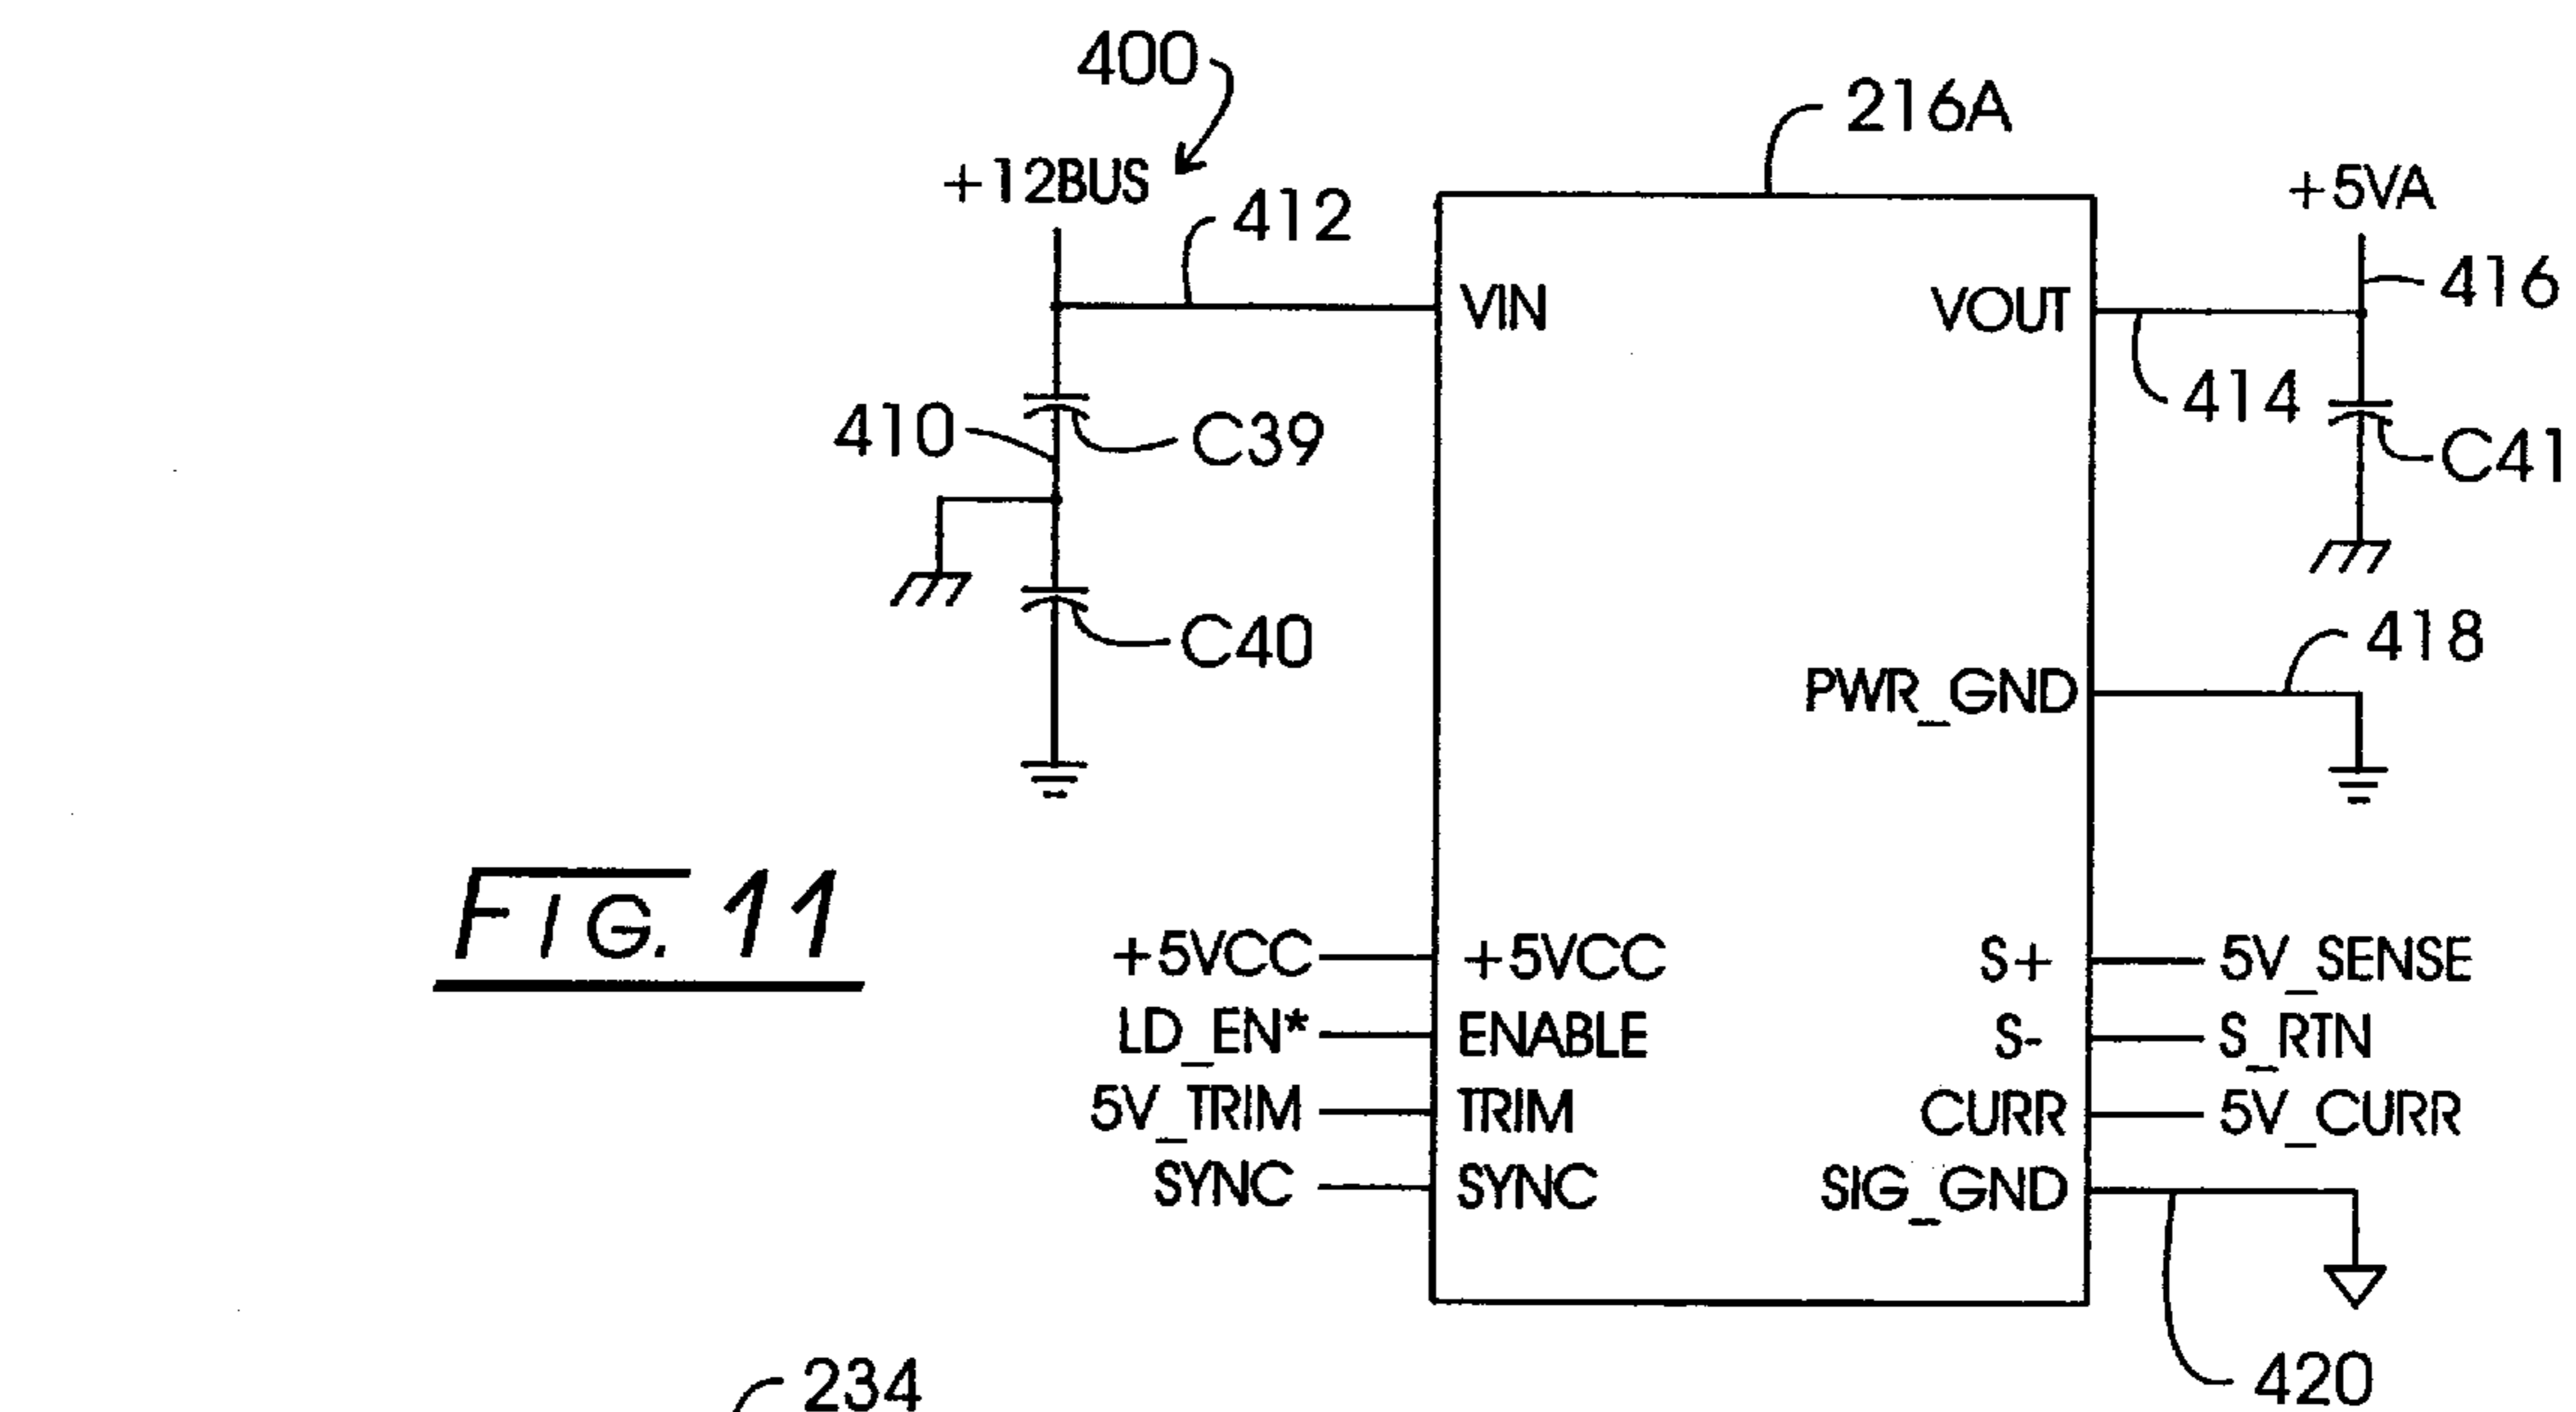 400
216A
+12BUS
412
+5VA
VIN
VOUT
416
410
C39
414
C41
C40
418
PWR_GND
FIG. 11
+5VCC
+5VCC
S+
5V_SENSE
LD_EN*
ENABLE
S-
S_RTN
5V_TRIM
TRIM
CURR
5V_CURR
SYNC
SYNC
SIG_GND
234
420